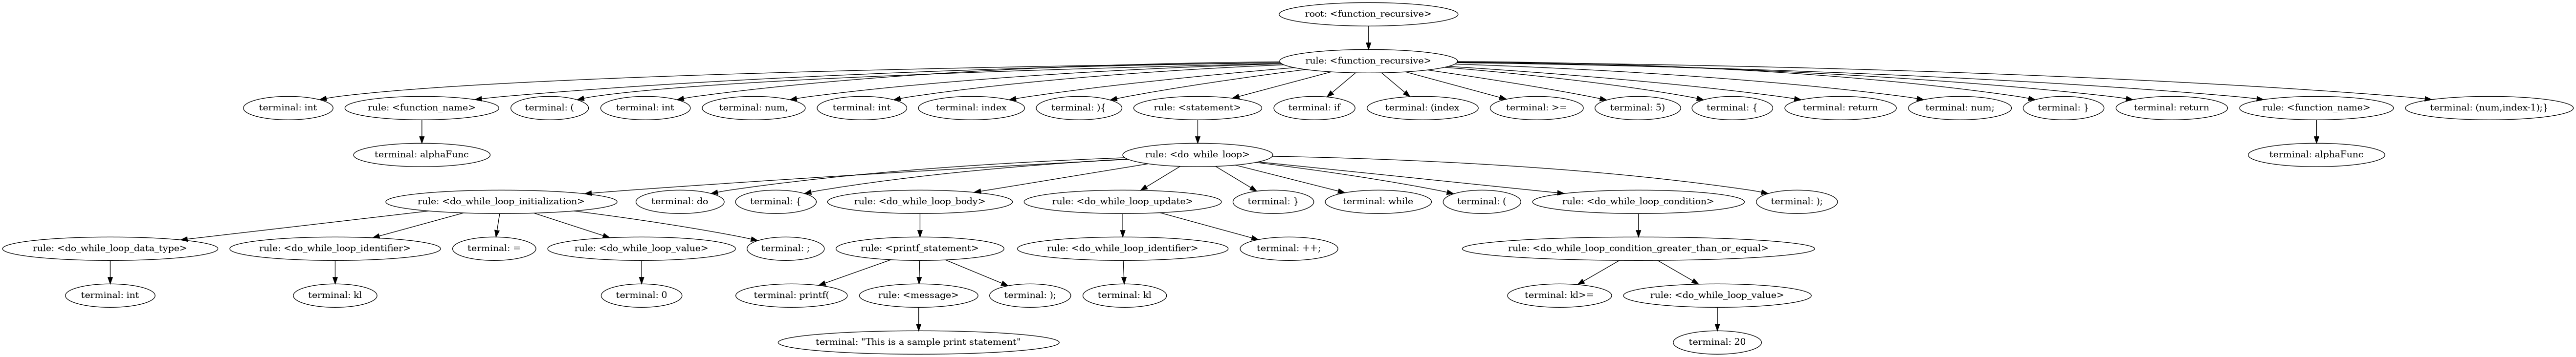 root: <function_recursive>
rule: <function_recursive>
terminal: int
rule: <function_name>
terminal: (
terminal: int
terminal: num,
terminal: int
terminal: index
terminal: ){
rule: <statement>
terminal: if
terminal: (index
terminal: >=
terminal: 5)
terminal: {
terminal: return
terminal: num;
terminal: }
terminal: return
rule: <function_name>
terminal: (num,index-1);}
terminal: alphaFunc
rule: <do_while_loop>
terminal: alphaFunc
rule: <do_while_loop_initialization>
terminal: do
terminal: {
rule: <do_while_loop_body>
rule: <do_while_loop_update>
terminal: }
terminal: while
terminal: (
rule: <do_while_loop_condition>
terminal: );
rule: <do_while_loop_data_type>
rule: <do_while_loop_identifier>
terminal: =
rule: <do_while_loop_value>
terminal: ;
rule: <printf_statement>
rule: <do_while_loop_identifier>
terminal: ++;
rule: <do_while_loop_condition_greater_than_or_equal>
terminal: int
terminal: kl
terminal: 0
terminal: printf(
rule: <message>
terminal: );
terminal: kl
terminal: kl>=
rule: <do_while_loop_value>
terminal: "This is a sample print statement"
terminal: 20